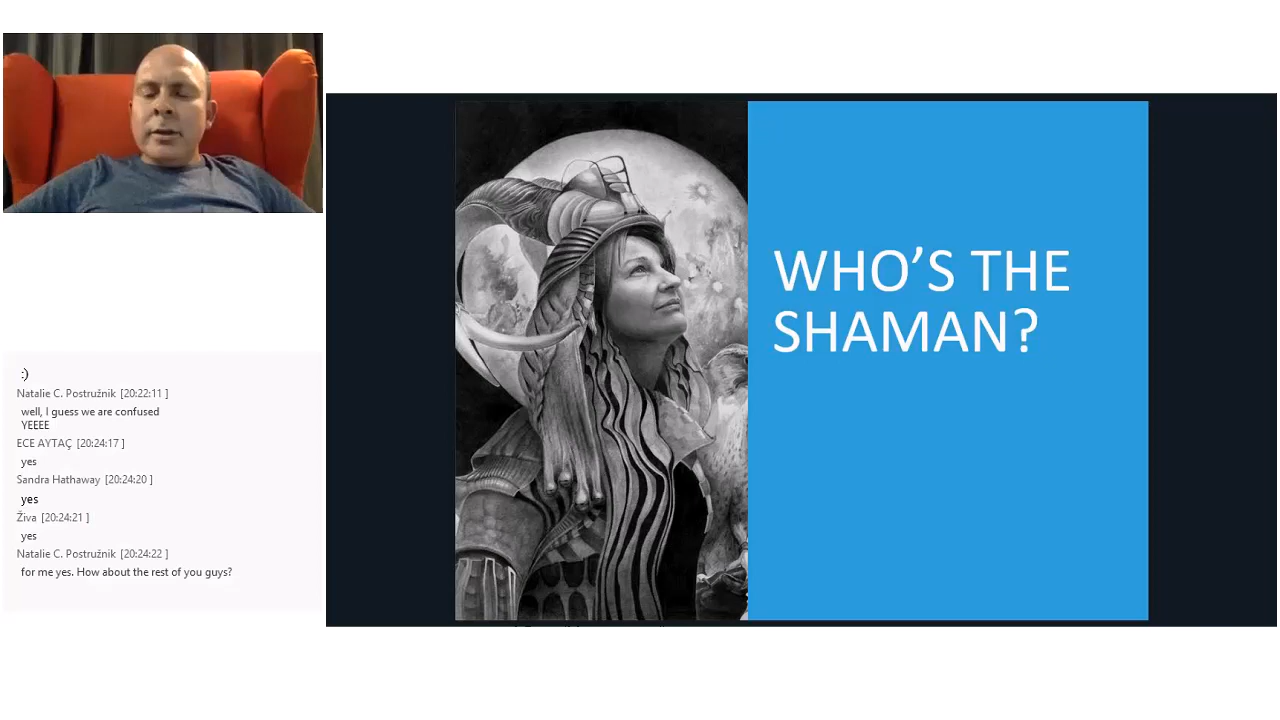 WHO’S THE
SHAMAN?
:)
Natalie C. Postružnik [20:22:11 ]
well, I guess we are confused
YEEEE
ECE AYTAÇ [20:24:17 ]
yes
Sandra Hathaway [20:24:20 ]
yes
Živa [20:24:21 ]
yes
Natalie C. Postružnik [20:24:22 ]
for me yes. How about the rest of you guys?